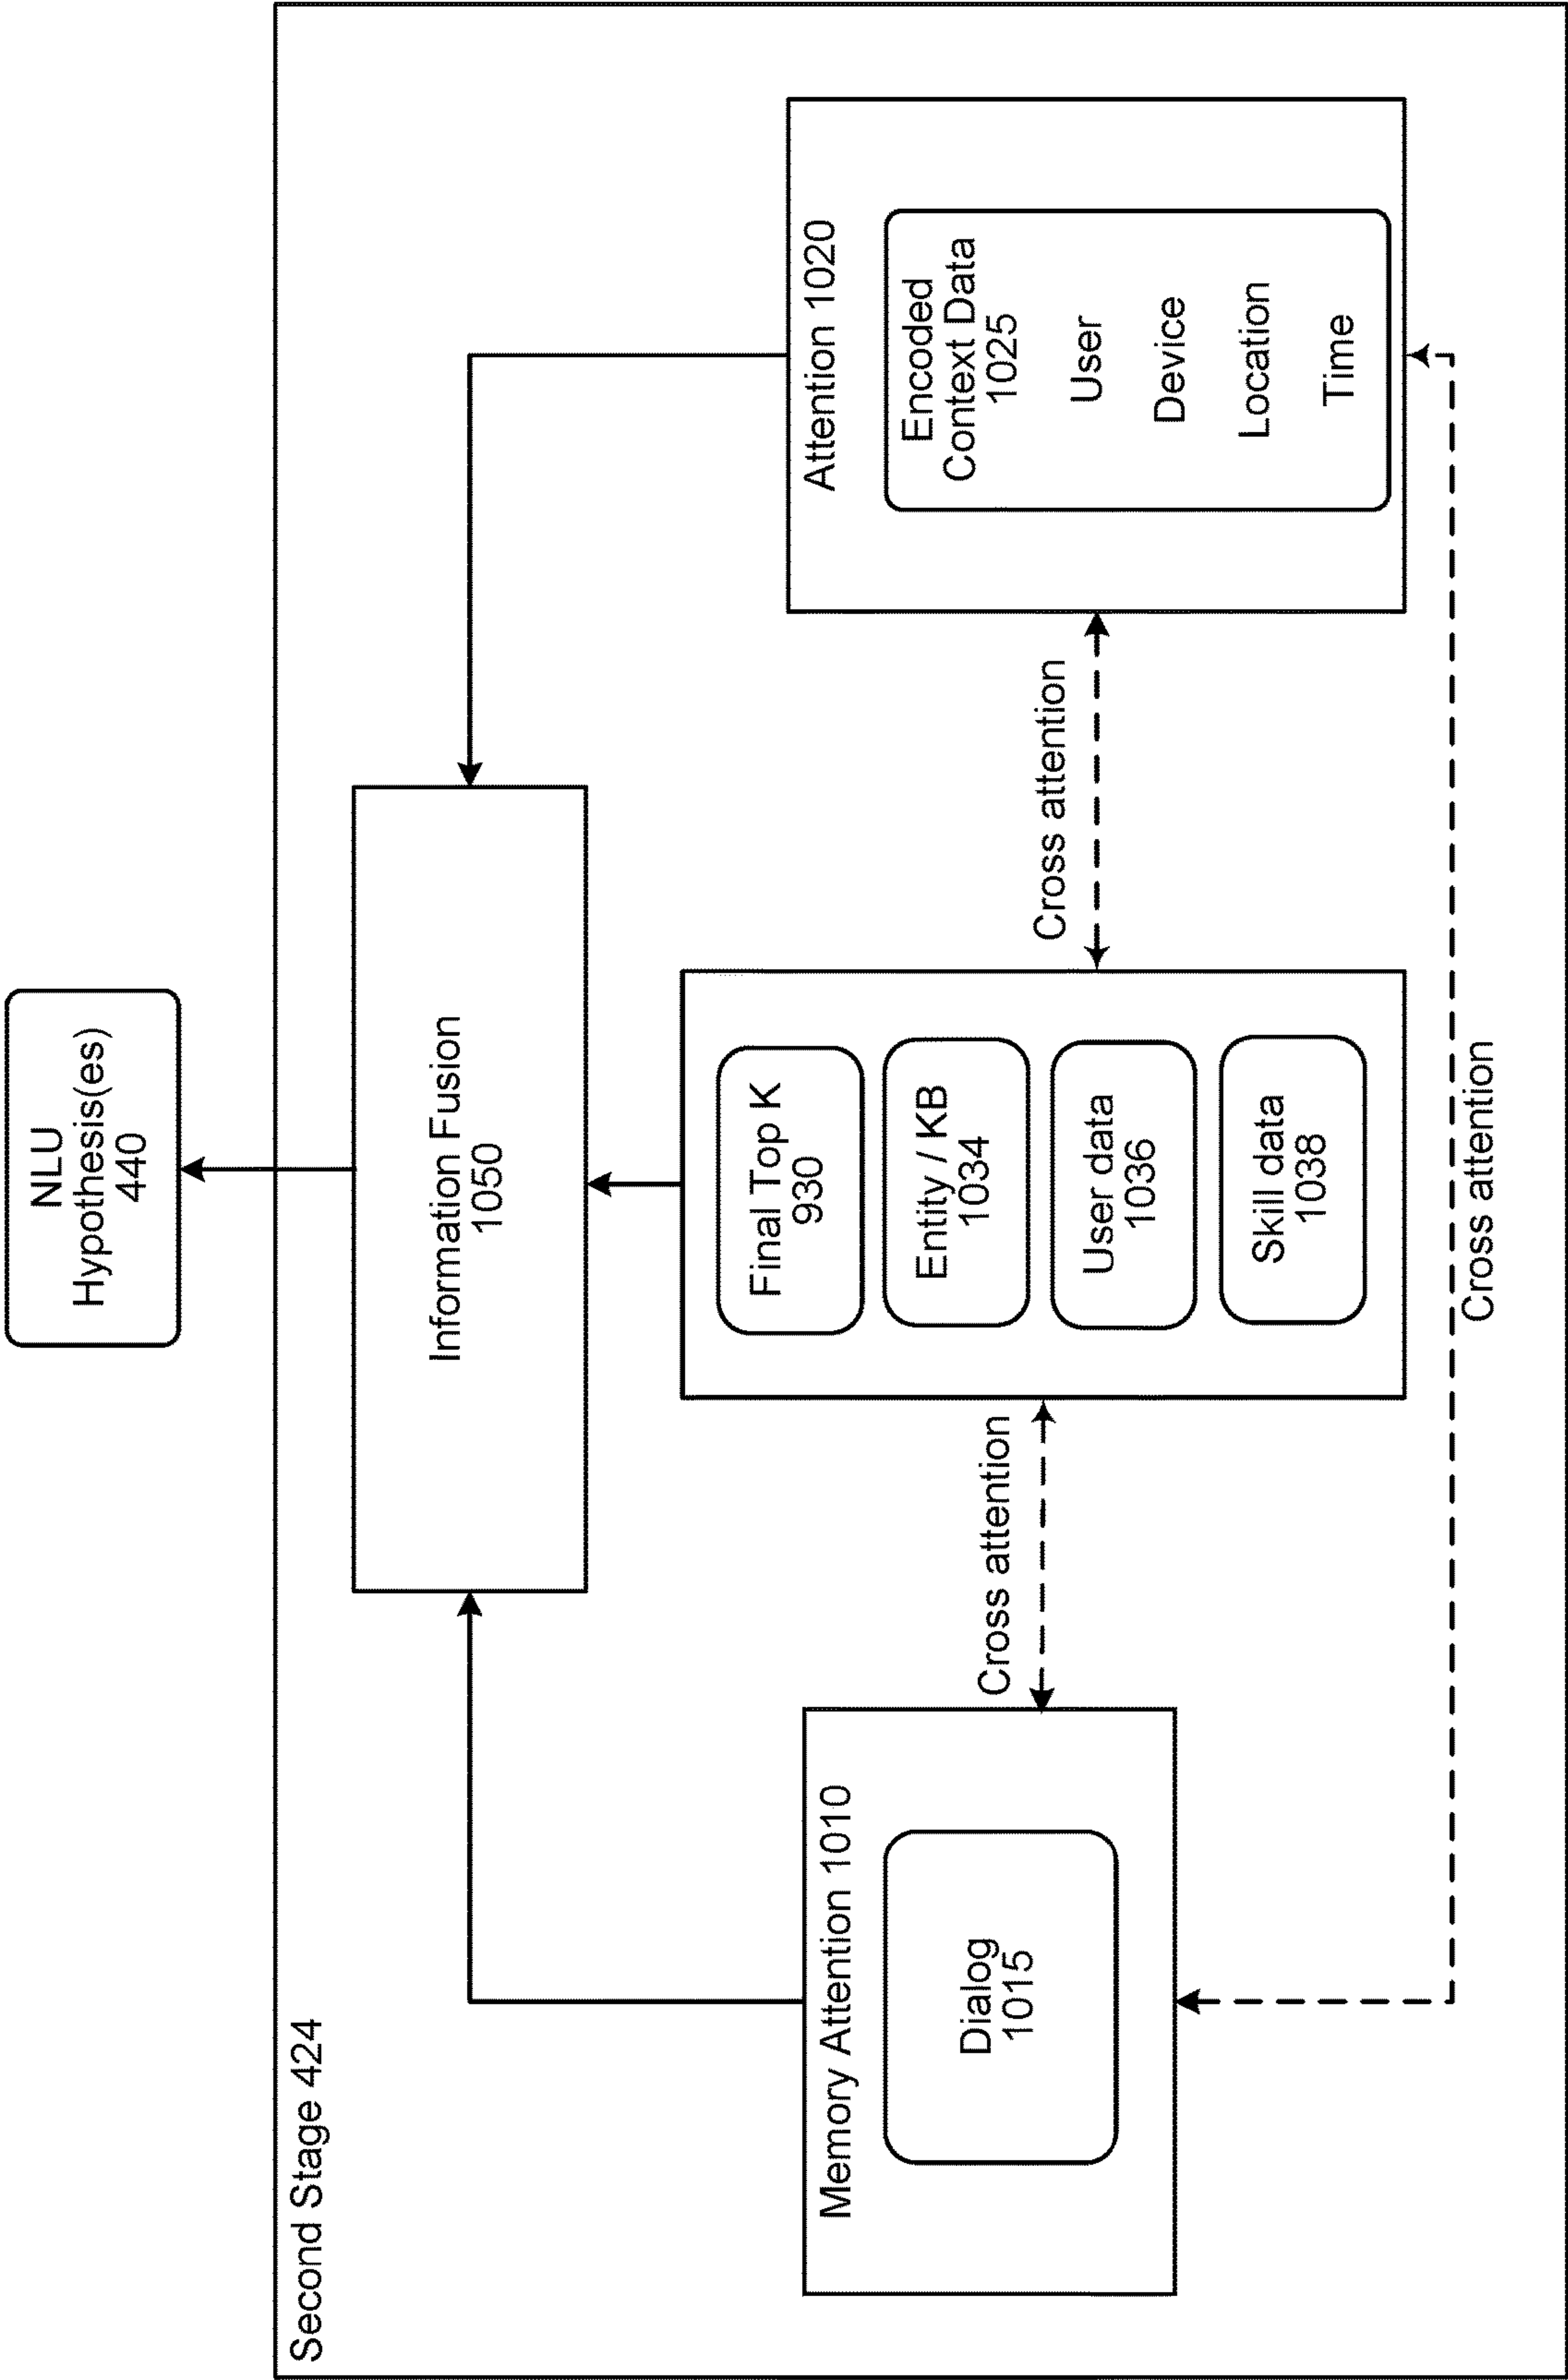 NLU
Hypothesis(es)
440
Second Stage 424
Information Fusion
1050
Memory Attention 1010
Dialog
1015
Cross attention
Final Top K
930
Entity / KB
1034
User data
1036
Skill data
1038
Cross attention
Attention 1020
Encoded
Context Data
1025
User
Device
Location
Time
Cross attention